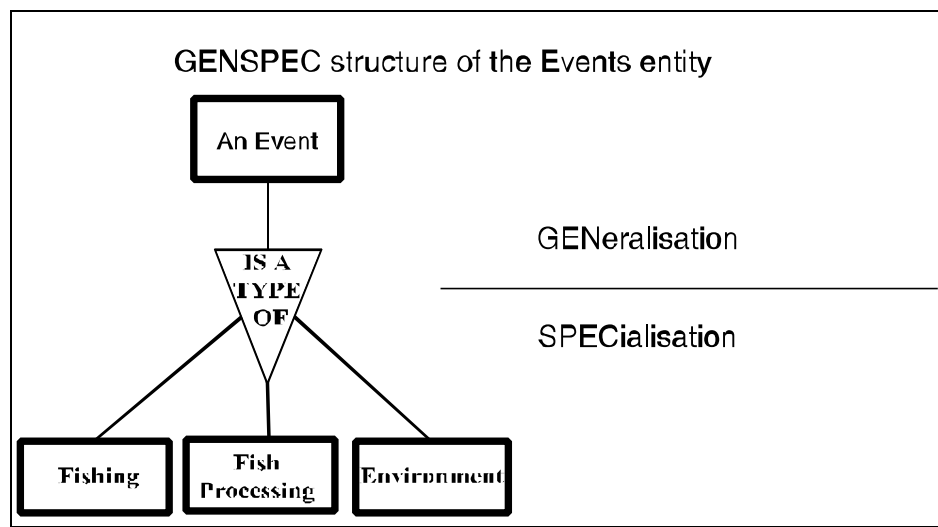 GENSPEC structure of the Events entity
An Event
GENeralisation
IS A
TYPE
OF
SPECialisation
Fishing
Fish
Processing
Environment